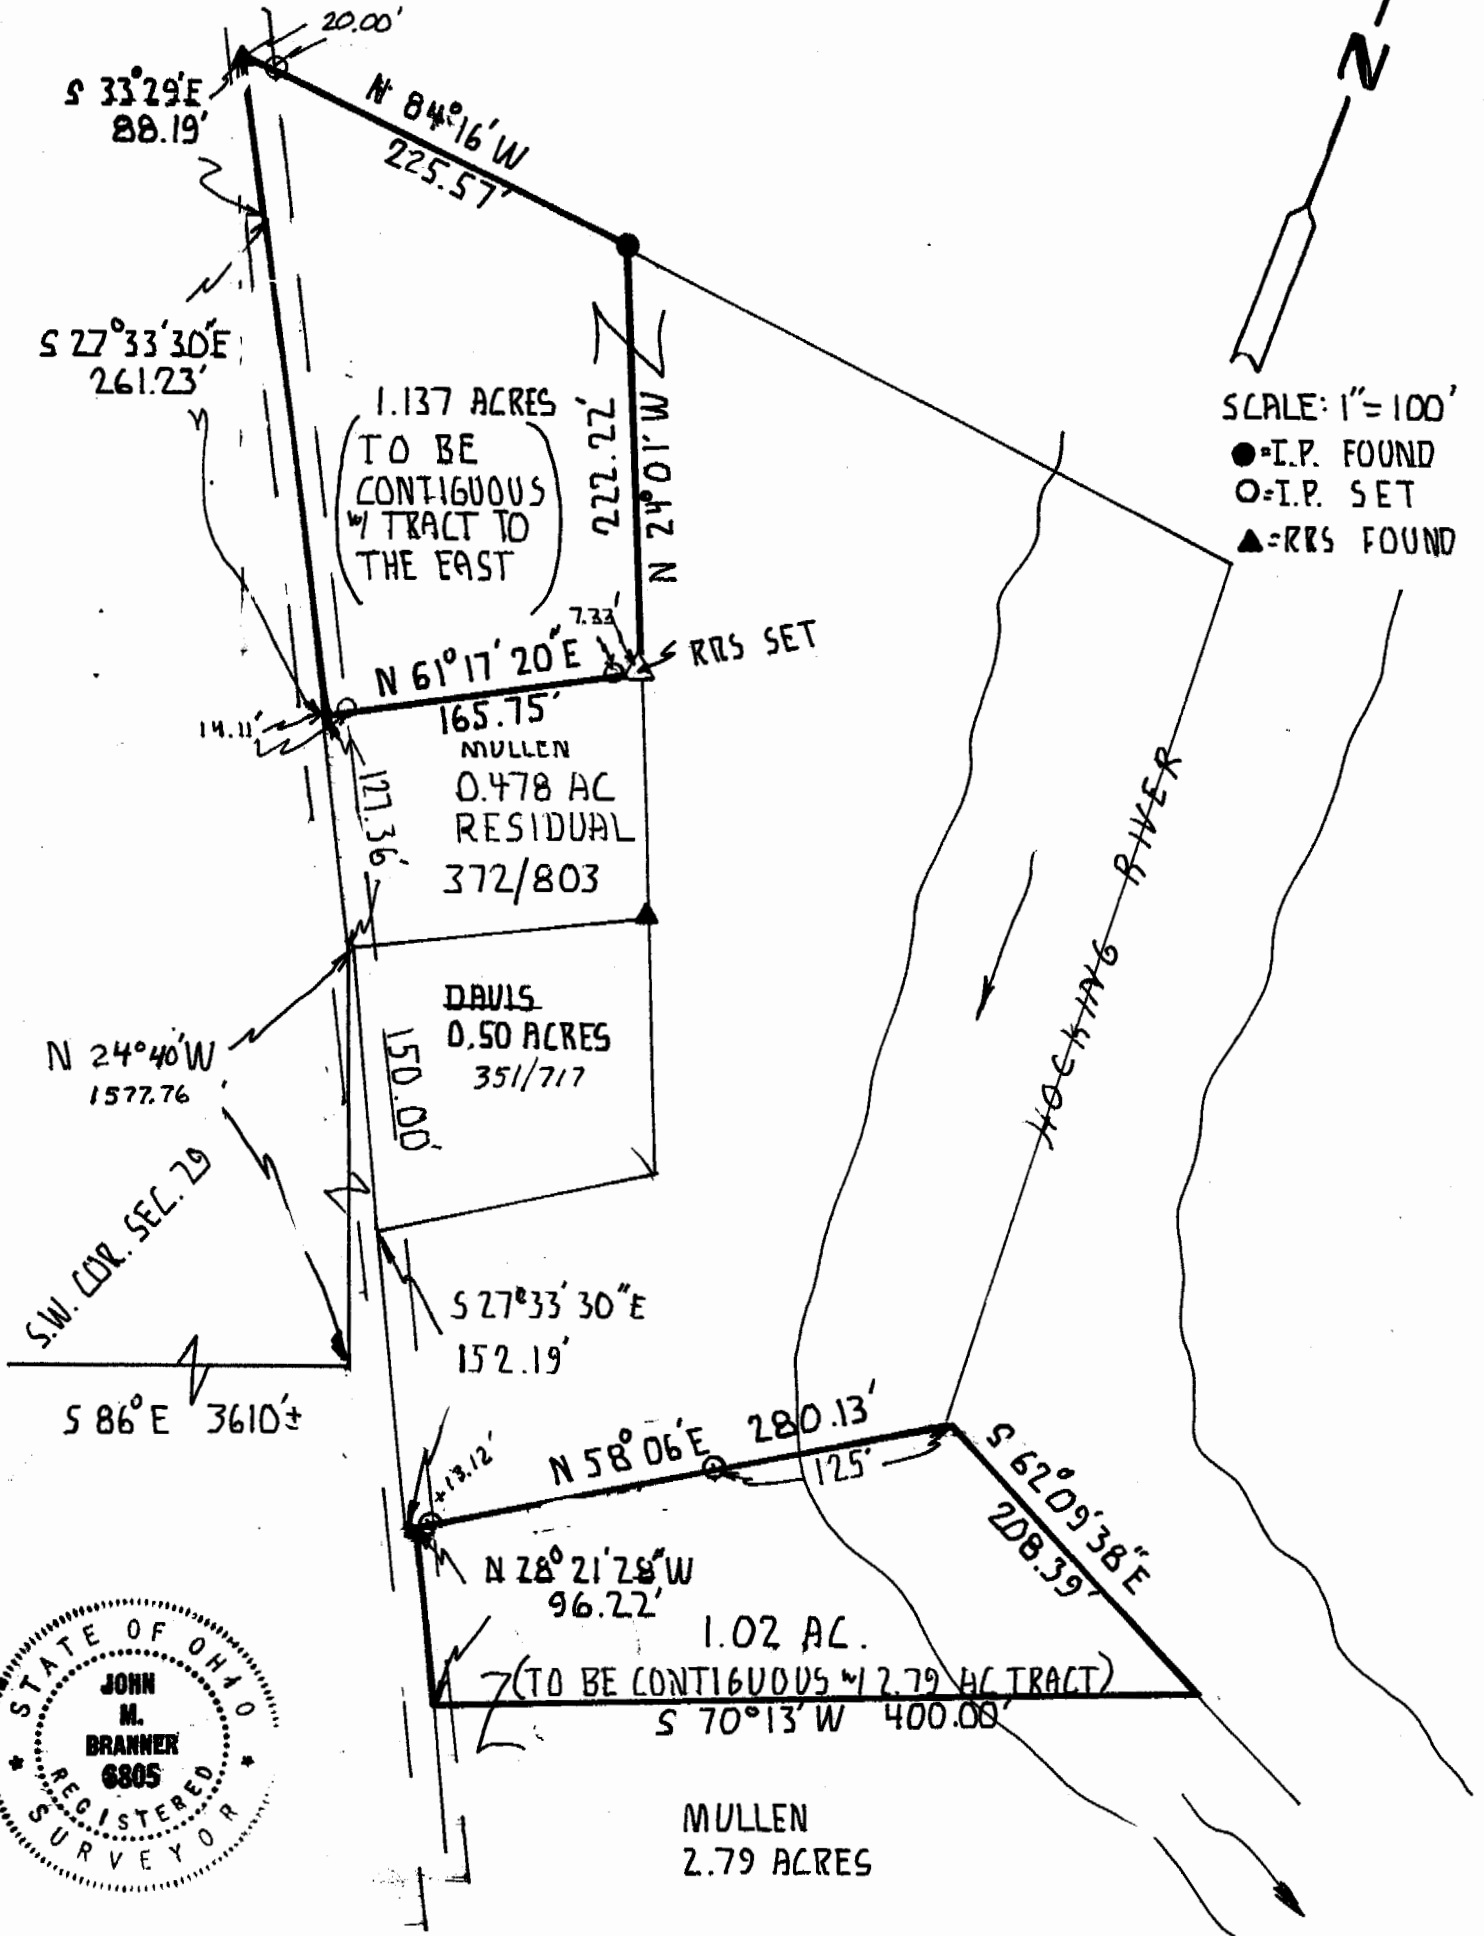 20.00'
N
S 33°29'E
88.19'
N 84°16'W
225.57'
S 27°33'30"E
261.23'
1.137 ACRES
(TO BE
CONTIGUOUS
W/ TRACT TO
THE EAST)
222.22'
N 24°01'W
SCALE: 1"=100'
●=I.P. FOUND
O=I.P. SET
▲=RRS FOUND
7.33'
RRS SET
N 61°17'20"E
165.75'
14.11'
127.36'
MULLEN
0.478 AC
RESIDUAL
372/803
HOCKING RIVER
DAVIS
0.50 ACRES
351/717
150.00'
N 24°40'W
1577.76'
S.W. COR. SEC. 29
S 86°E 3610'±
S 27°33'30"E
152.19'
13.12'
N 58°06'E 280.13'
125'
S 62°09'38"E
208.39'
N 28°21'28"W
96.22'
1.02 AC.
(TO BE CONTIGUOUS W/ 2.79 AC TRACT)
S 70°13'W 400.00'
MULLEN
2.79 ACRES
STATE OF OHIO
JOHN
M.
BRANNER
6805
REGISTERED
SURVEYOR